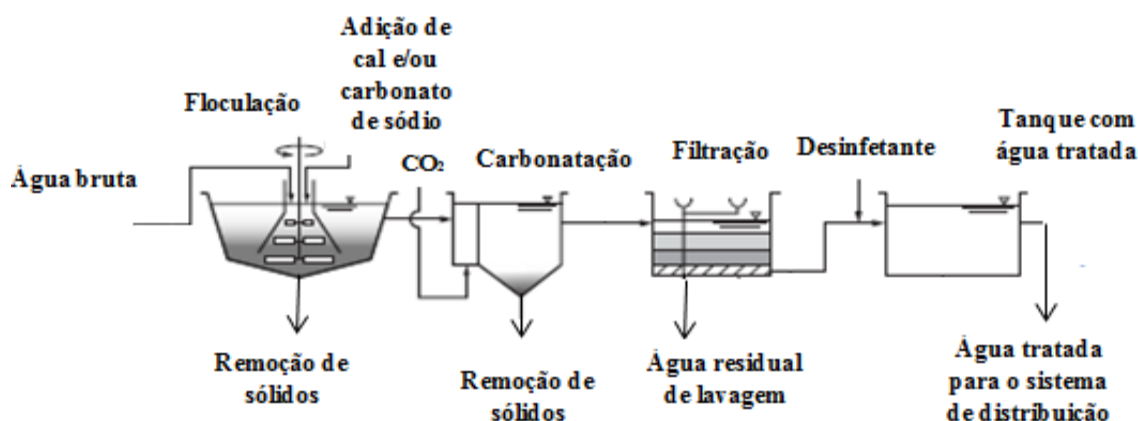 Água bruta
Floculação
Adição de
cal e/ou
carbonato
de sódio
CO₂
Carbonatação
Filtração
Desinfetante
Tanque com
água tratada
Remoção de
sólidos
Remoção de
sólidos
Água residual
de lavagem
Água tratada
para o sistema
de distribuição